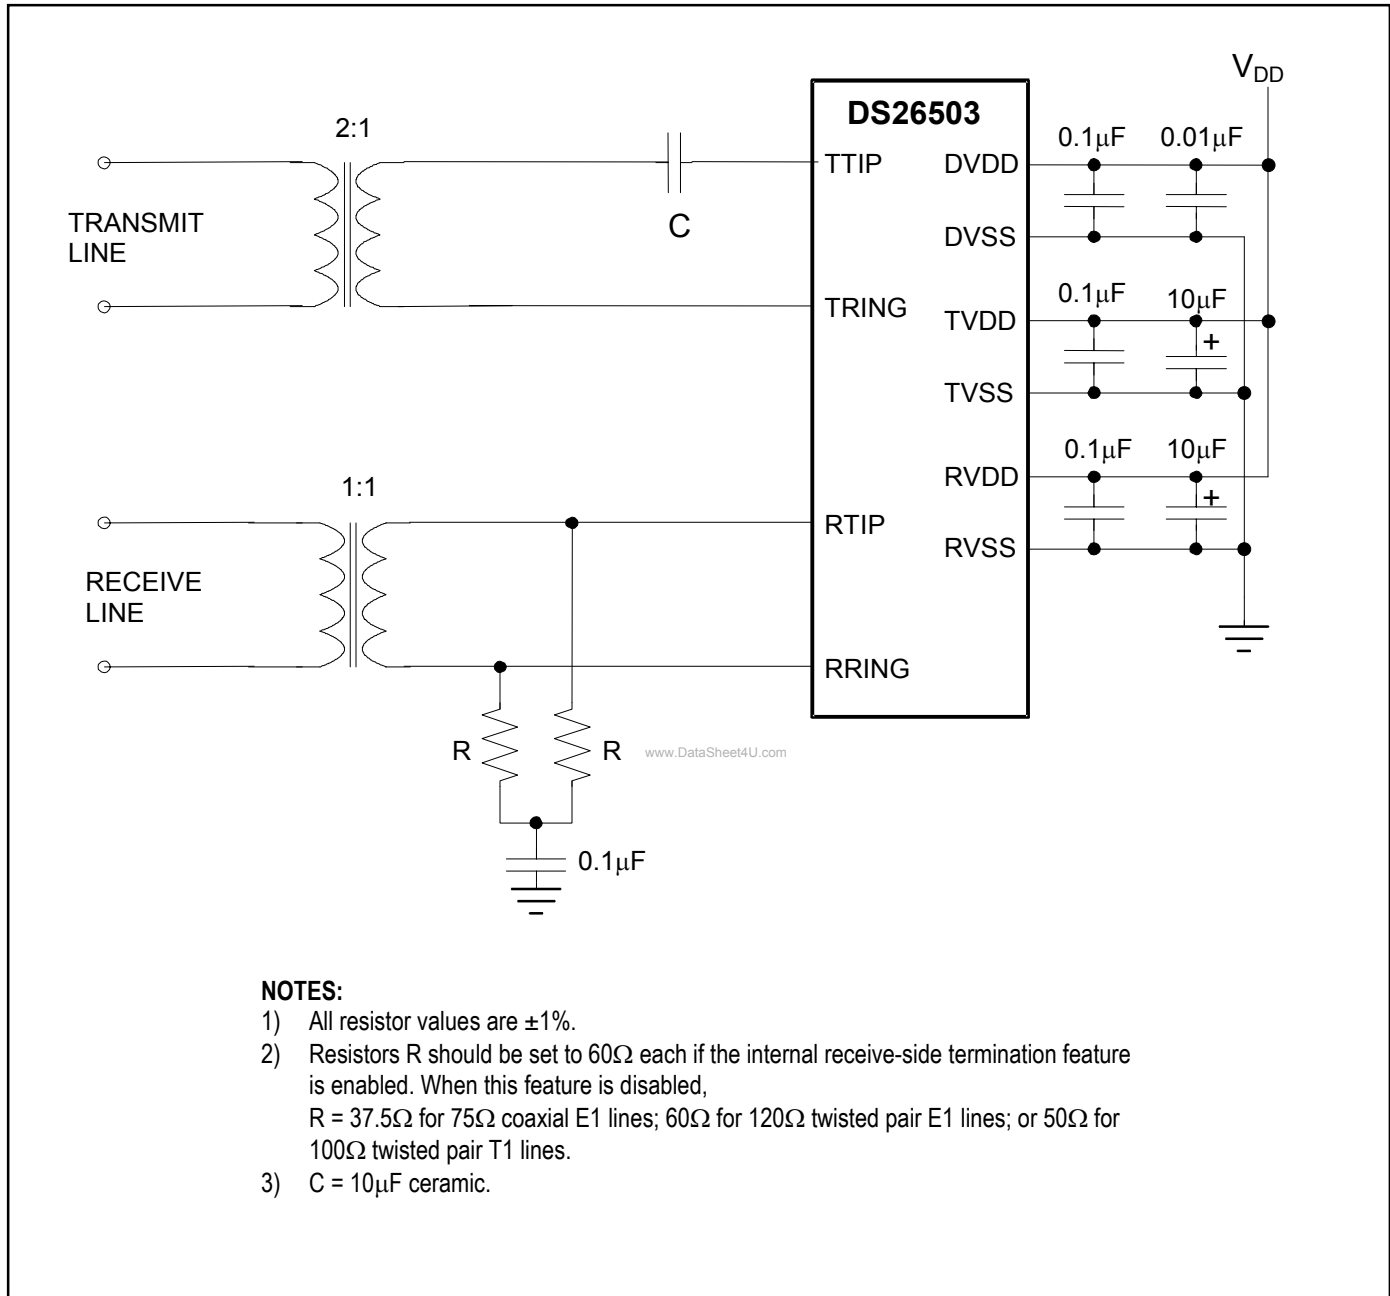 V_DD
DS26503
2:1
0.1μF
0.01μF
TTIP
DVDD
TRANSMIT
LINE
C
DVSS
0.1μF
10μF
TRING
TVDD
+
TVSS
0.1μF
10μF
1:1
RVDD
+
RTIP
RVSS
RECEIVE
LINE
RRING
R
R
www.DataSheet4U.com
0.1μF
NOTES:
1) All resistor values are ±1%.
2) Resistors R should be set to 60Ω each if the internal receive-side termination feature
is enabled. When this feature is disabled,
R = 37.5Ω for 75Ω coaxial E1 lines; 60Ω for 120Ω twisted pair E1 lines; or 50Ω for
100Ω twisted pair T1 lines.
3) C = 10μF ceramic.